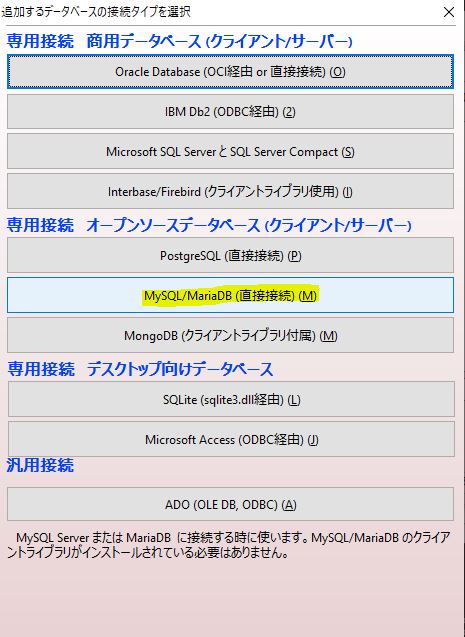 追加するデータベースの接続タイプを選択
専用接続 商用データベース (クライアント/サーバー)
Oracle Database (OCI経由 or 直接接続) (O)
IBM Db2 (ODBC経由) (2)
Microsoft SQL Server と SQL Server Compact (S)
Interbase/Firebird (クライアントライブラリ使用) (I)
専用接続 オープンソースデータベース (クライアント/サーバー)
PostgreSQL (直接接続) (P)
MySQL/MariaDB (直接接続) (M)
MongoDB (クライアントライブラリ付属) (M)
専用接続 デスクトップ向けデータベース
SQLite (sqlite3.dll経由) (L)
Microsoft Access (ODBC経由) (J)
汎用接続
ADO (OLE DB, ODBC) (A)
MySQL Server または MariaDB に接続する時に使います。MySQL/MariaDB のクライア
ントライブラリがインストールされている必要はありません。